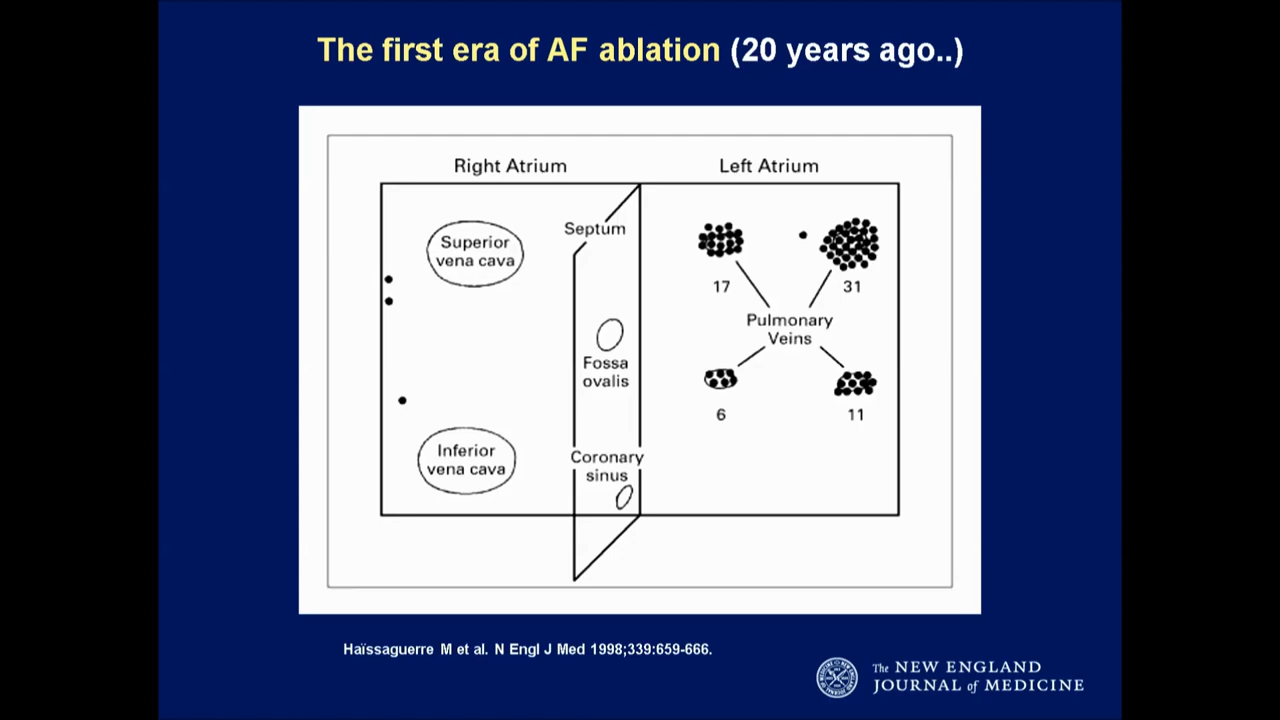 The first era of AF ablation (20 years ago..)
Right Atrium
Left Atrium
Superior
vena cava
Septum
17
31
Pulmonary
Veins
Fossa
ovalis
6
11
Inferior
vena cava
Coronary
sinus
Haïssaguerre M et al. N Engl J Med 1998;339:659-666.
The NEW ENGLAND
JOURNAL of MEDICINE